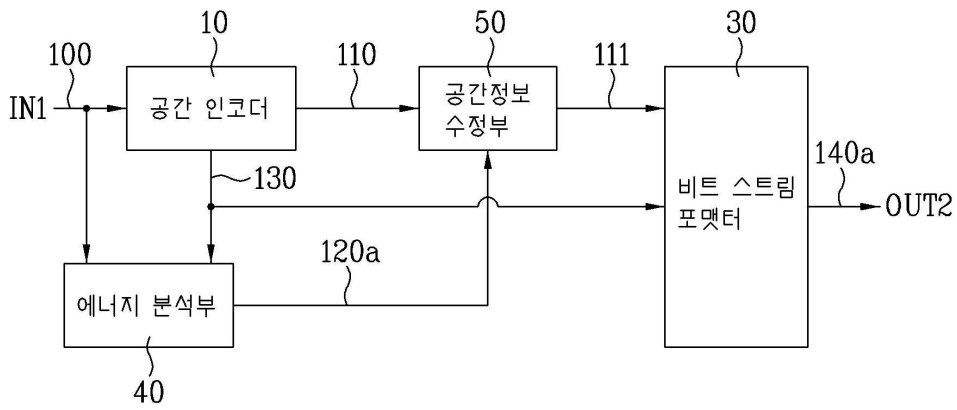 10
50
30
100
110
111
IN1
공간 인코더
공간정보
수정부
130
140a
비트 스트림
포맷터
OUT2
120a
에너지 분석부
40